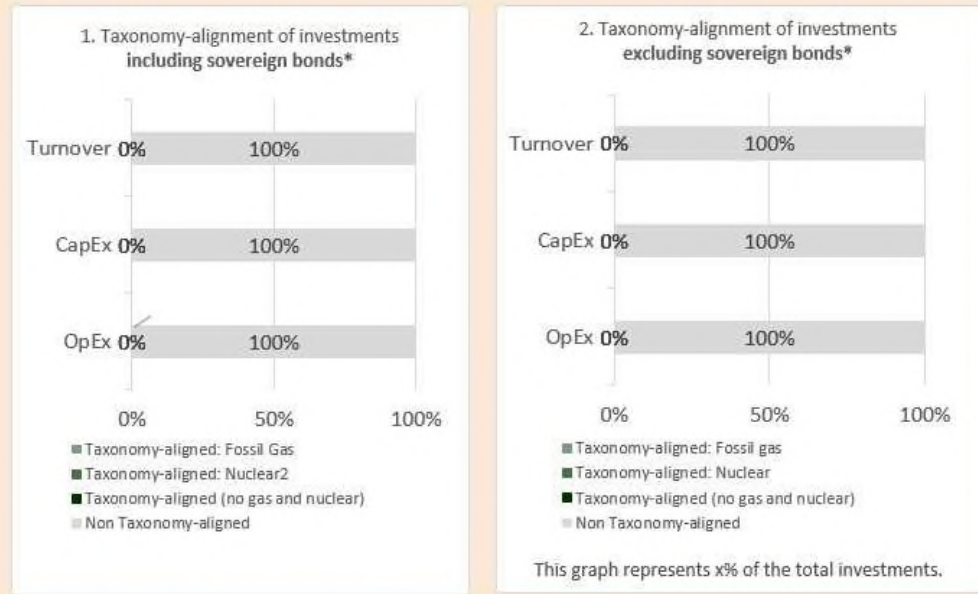 1. Taxonomy-alignment of investments
including sovereign bonds*
Turnover 0% 100%
CapEx 0% 100%
OpEx 0% 100%
0% 50% 100%
Taxonomy-aligned: Fossil Gas
Taxonomy-aligned: Nuclear2
Taxonomy-aligned (no gas and nuclear)
Non Taxonomy-aligned
2. Taxonomy-alignment of investments
excluding sovereign bonds*
Turnover 0% 100%
CapEx 0% 100%
OpEx 0% 100%
0% 50% 100%
Taxonomy-aligned: Fossil gas
Taxonomy-aligned: Nuclear
Taxonomy-aligned (no gas and nuclear)
Non Taxonomy-aligned
This graph represents x% of the total investments.